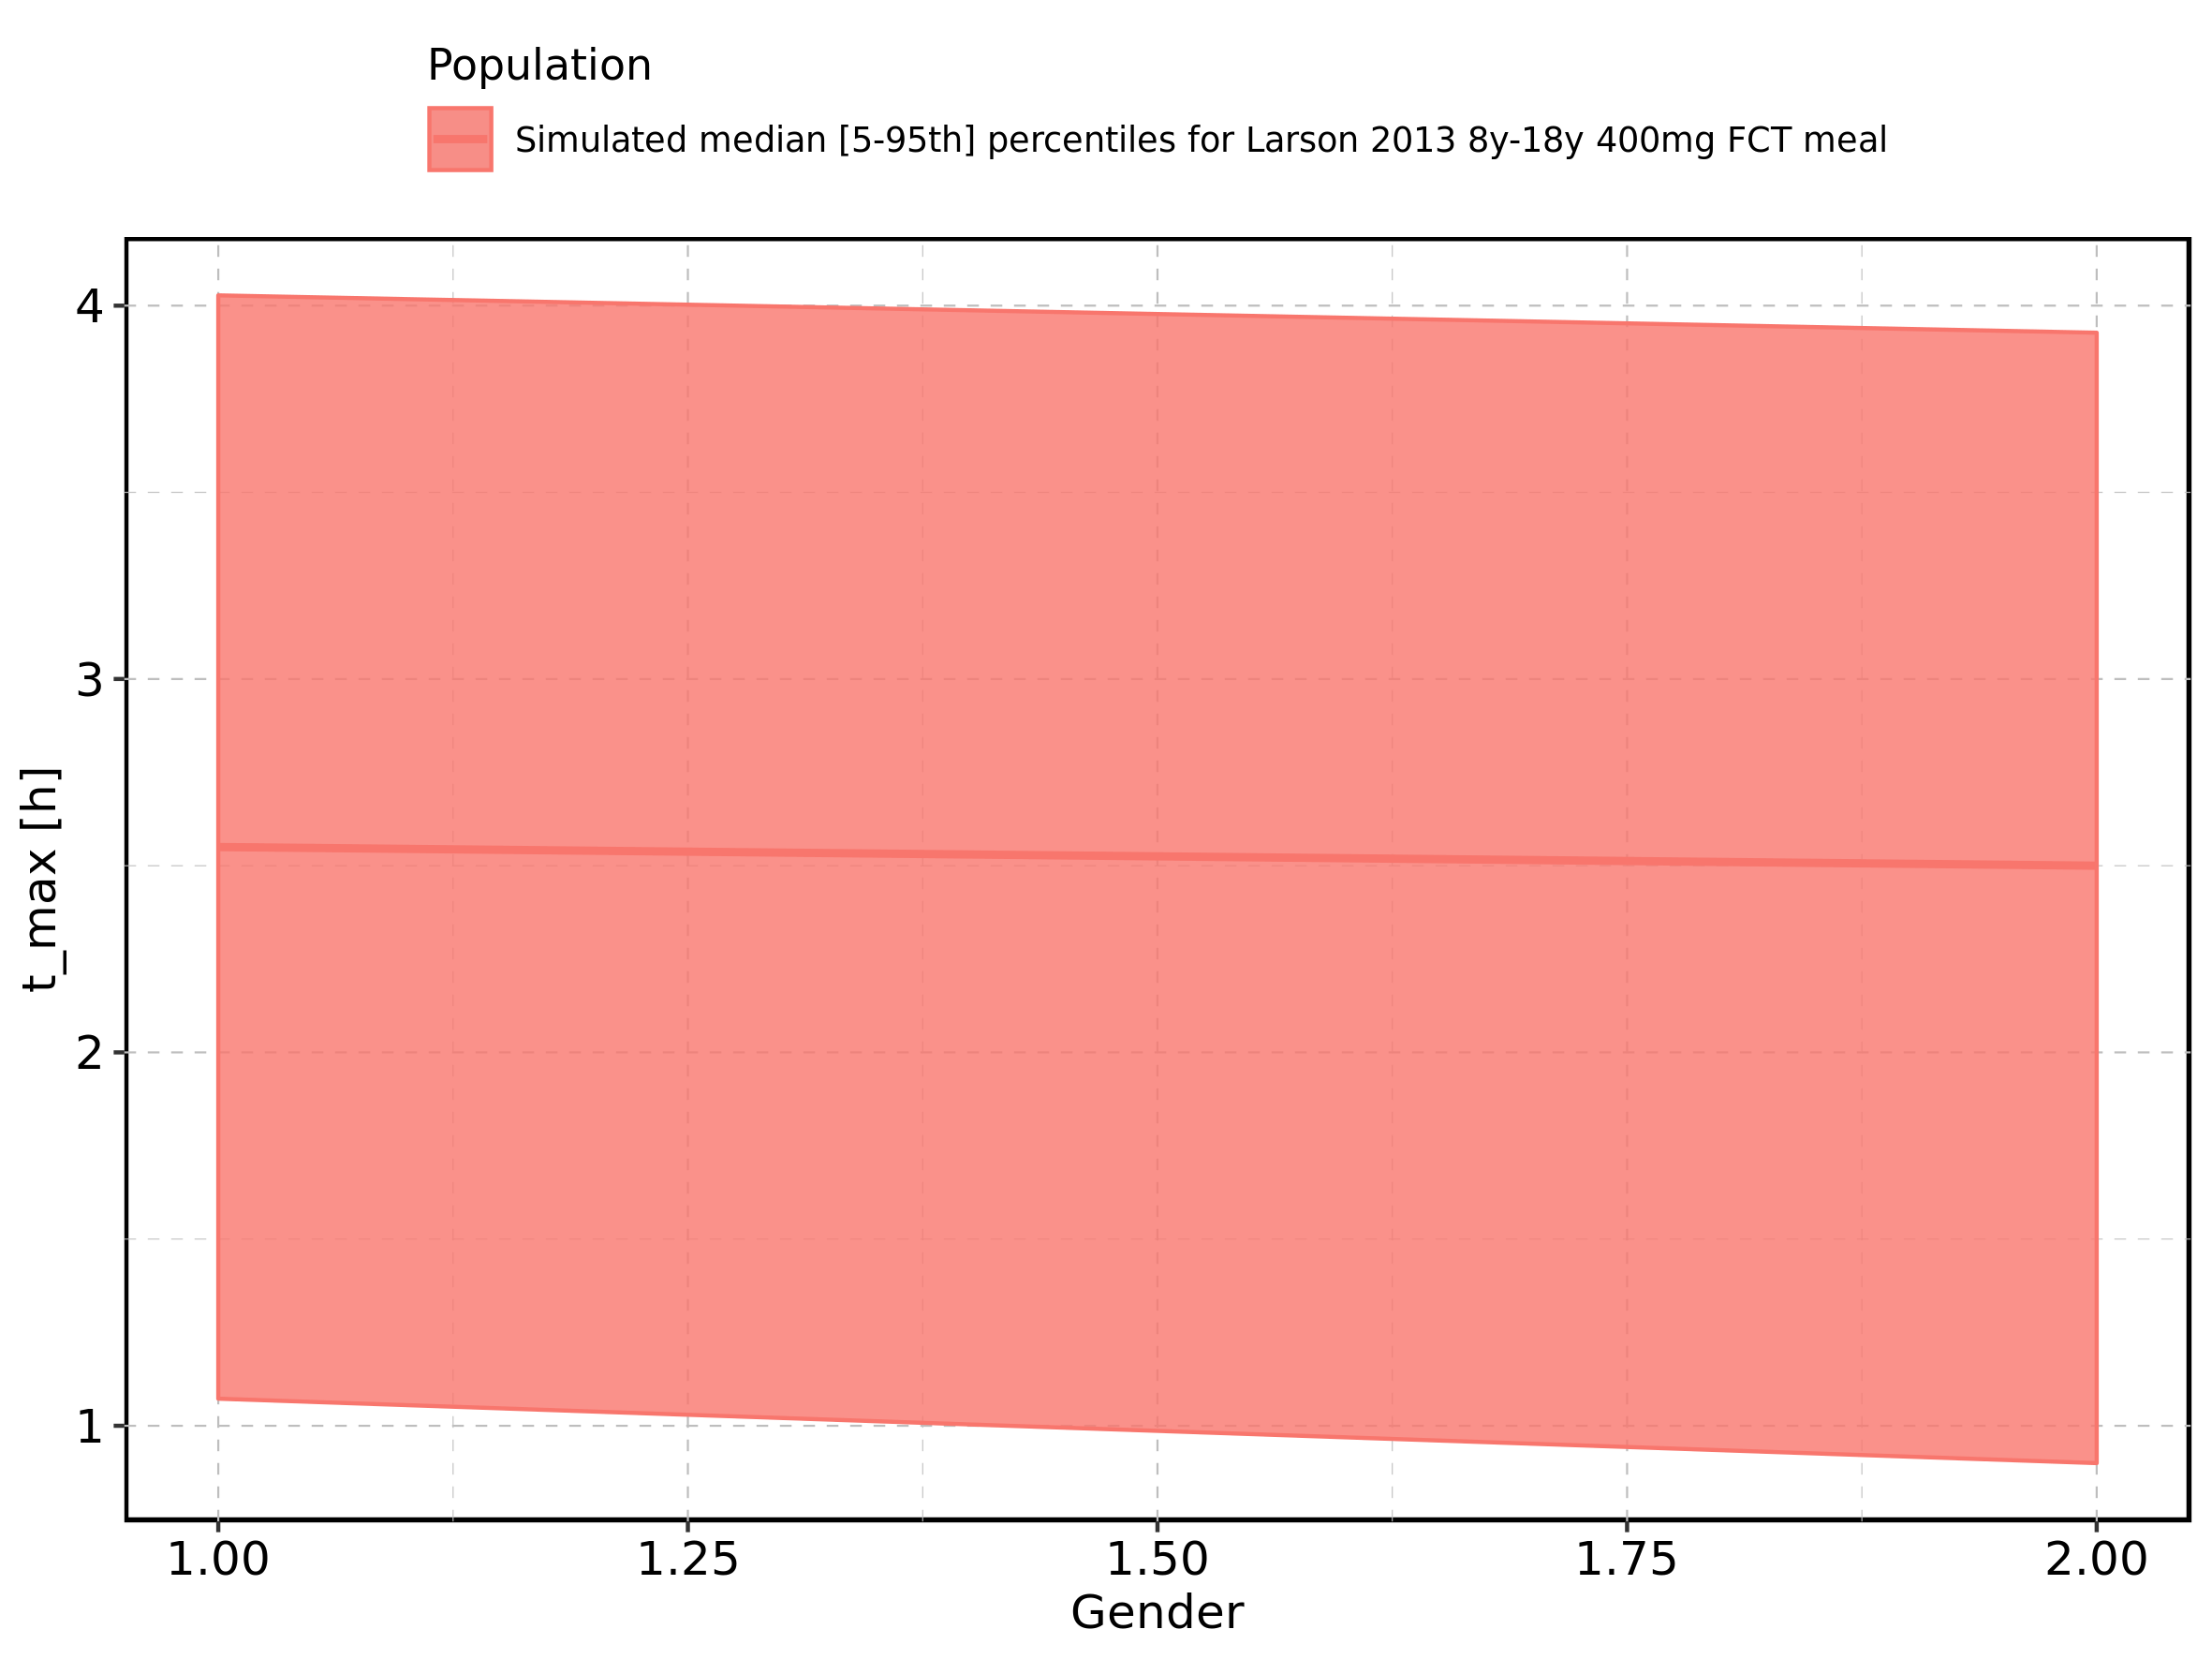 Population
Simulated median [5-95th] percentiles for Larson 2013 8y-18y 400mg FCT meal
4
3
2
1
t_max [h]
1.00 1.25 1.50 1.75 2.00
Gender